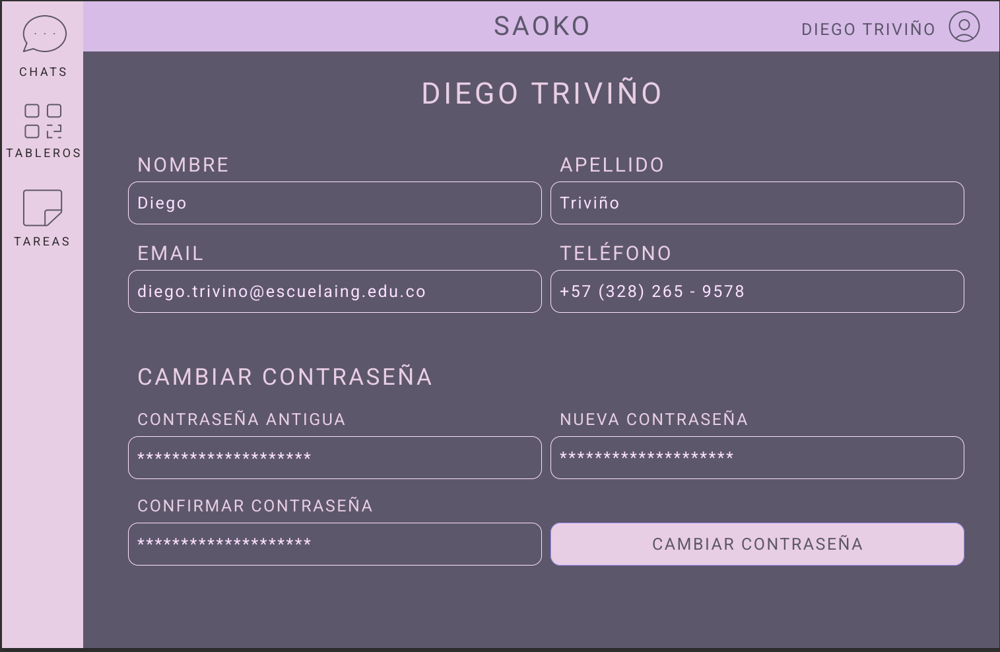 SAOKO
DIEGO TRIVIÑO
CHATS
TABLEROS
TAREAS
DIEGO TRIVIÑO
NOMBRE
APELLIDO
Diego
Triviño
EMAIL
TELÉFONO
diego.trivino@escuelaing.edu.co
+57 (328) 265 - 9578
CAMBIAR CONTRASEÑA
CONTRASEÑA ANTIGUA
NUEVA CONTRASEÑA
********************
********************
CONFIRMAR CONTRASEÑA
********************
CAMBIAR CONTRASEÑA